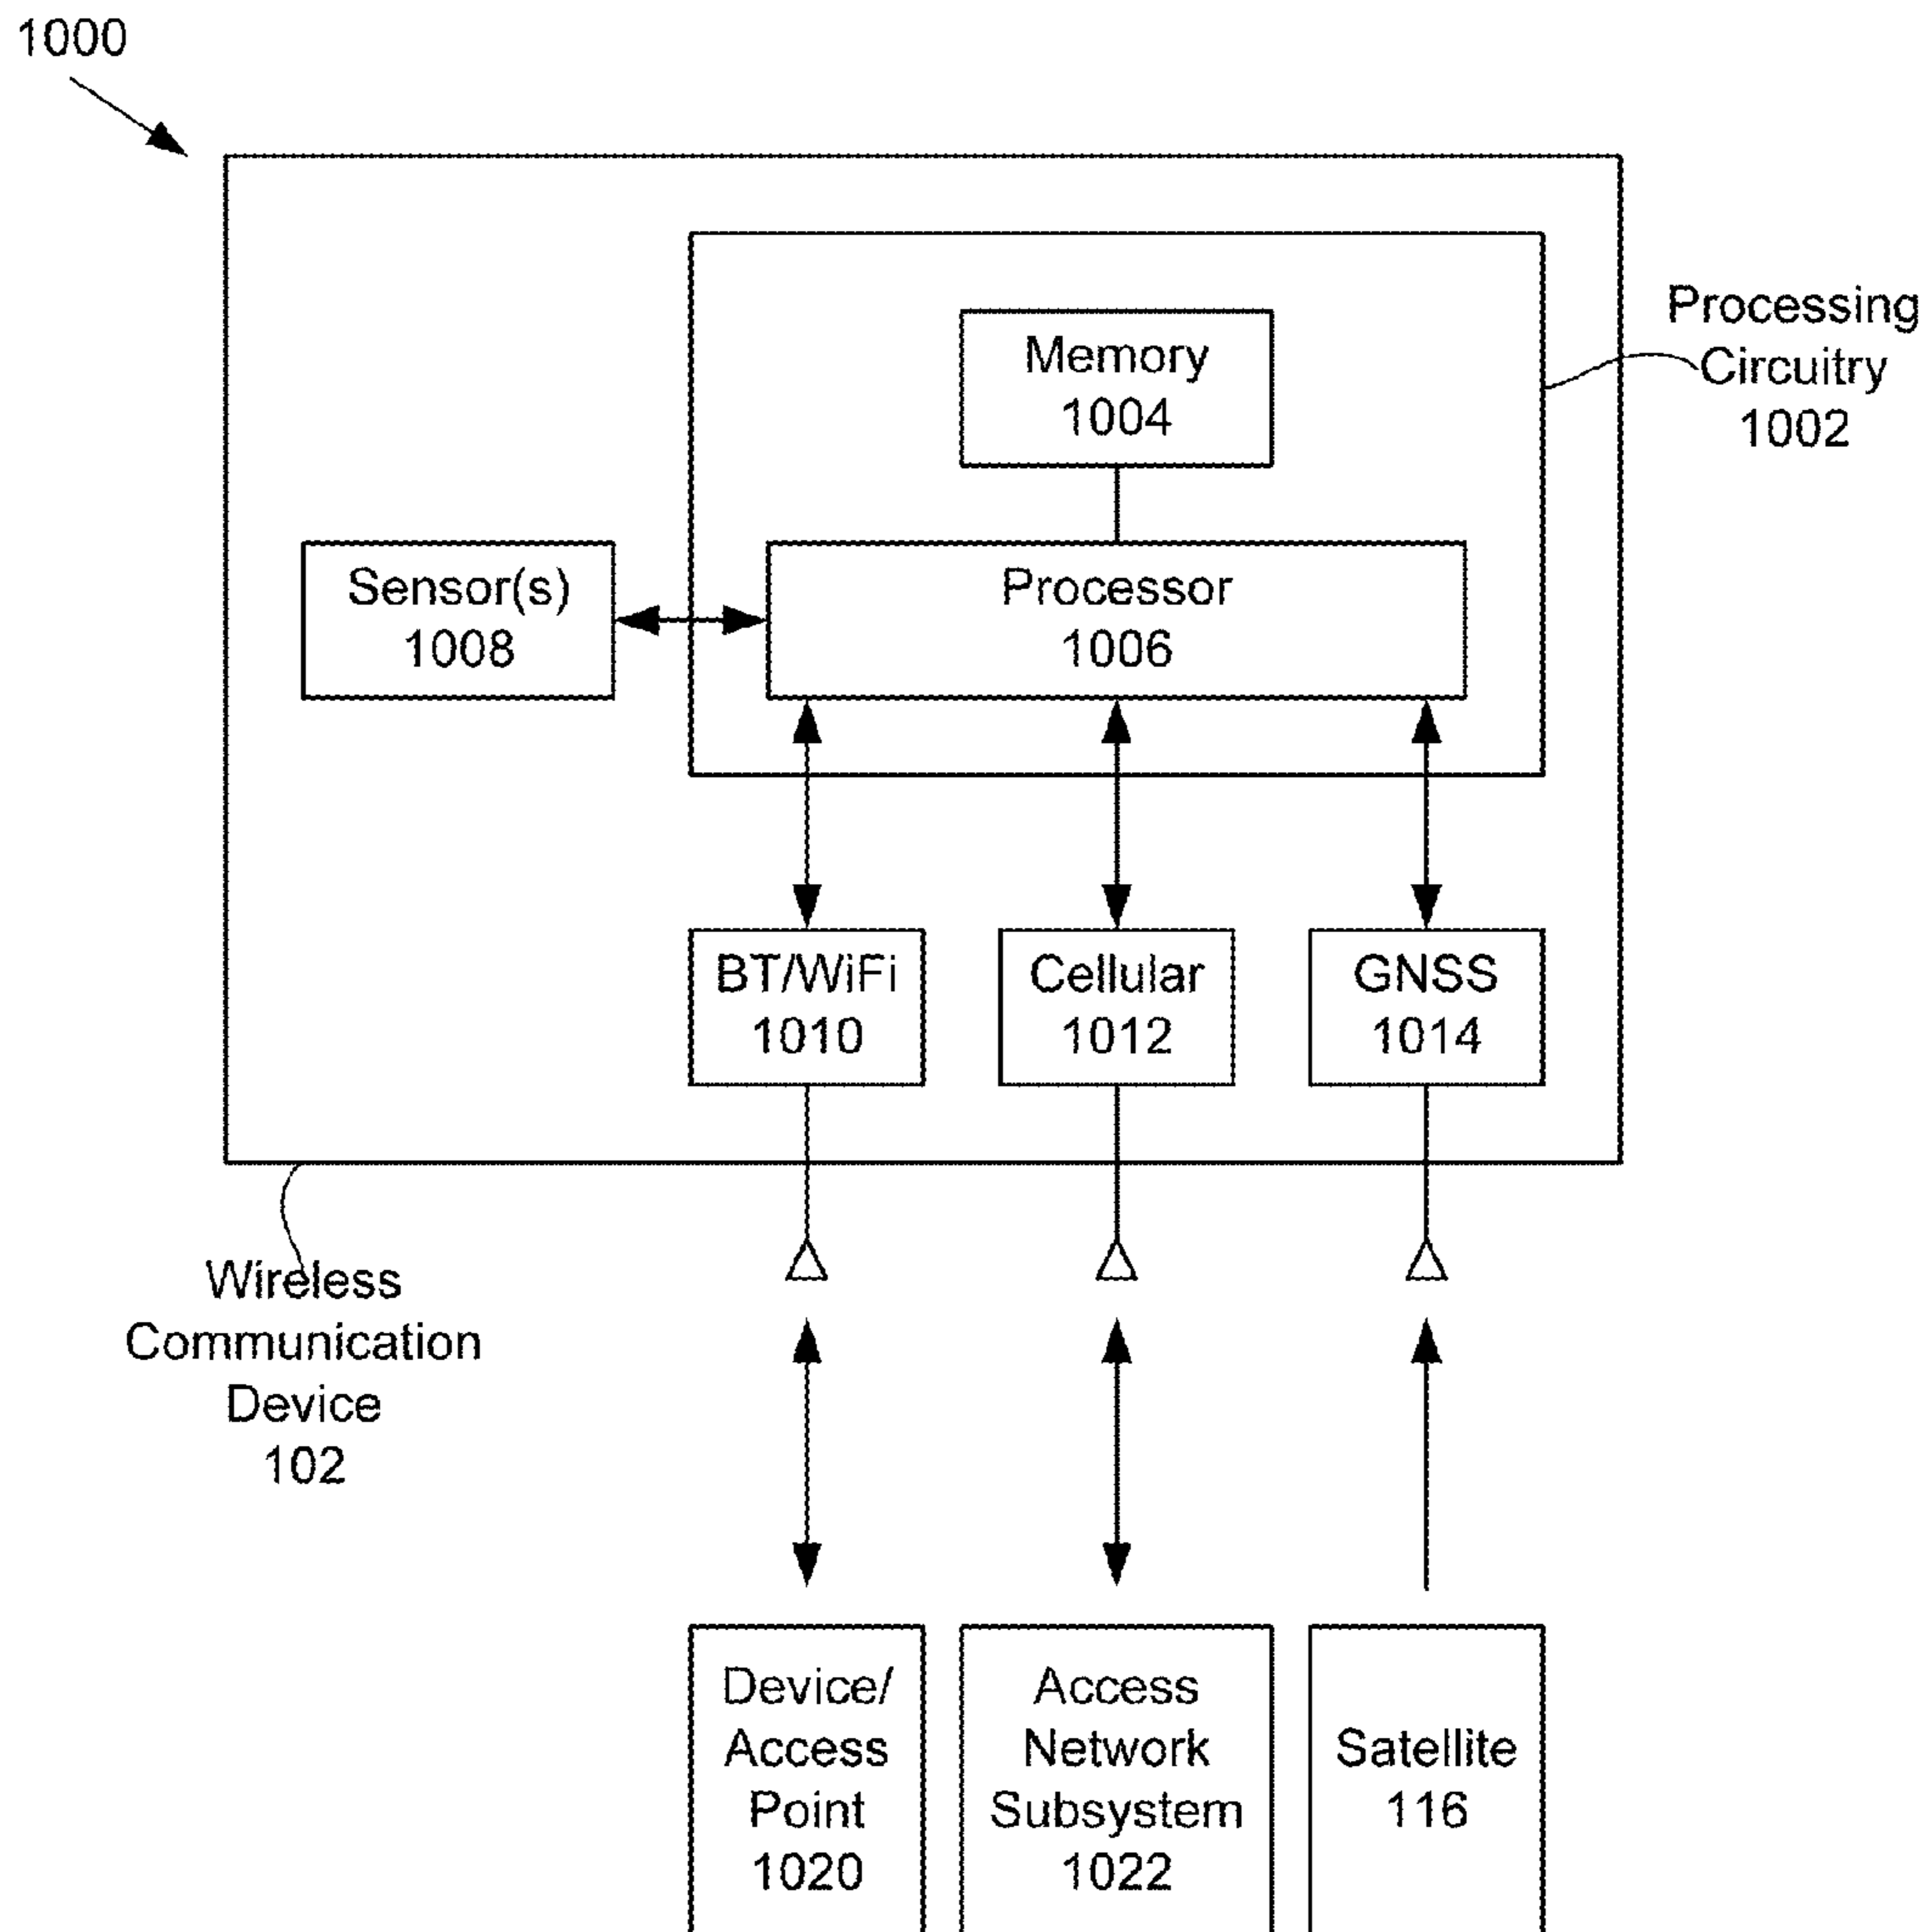 1000
Processing
Circuitry
1002
Memory
1004
Sensor(s)
1008
Processor
1006
BT/WiFi
1010
Cellular
1012
GNSS
1014
Wireless
Communication
Device
102
Device/
Access
Point
1020
Access
Network
Subsystem
1022
Satellite
116